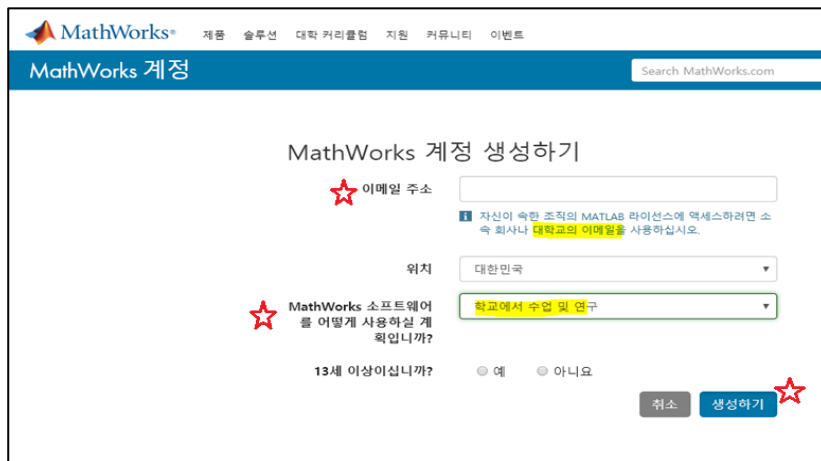 MathWorks®
제품 솔루션 대학 커리큘럼 지원 커뮤니티 이벤트
MathWorks 계정
Search MathWorks.com
MathWorks 계정 생성하기
이메일 주소
자신이 속한 조직의 MATLAB 라이선스에 액세스하려면 소
속 회사나 대학교의 이메일을 사용하십시오.
위치
대한민국
MathWorks 소프트웨어
를 어떻게 사용하실 계
획입니까?
학교에서 수업 및 연구
13세 이상이십니까?
예 아니요
취소 생성하기